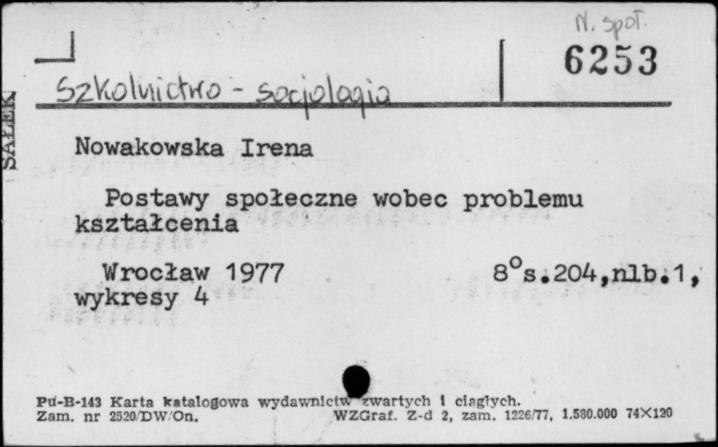 N. społ.
6253
Szkolnictwo - socjologia
SAŁEK
Nowakowska Irena
Postawy społeczne wobec problemu
kształcenia
Wrocław 1977 8°s.204,nlb.1,
wykresy 4
Pu-B-143 Karta katalogowa wydawnictw zwartych i ciągłych.
Zam. nr 2520/DW/On. WZGraf. Z-d 2, zam. 1226/77, 1.580.000 74×120